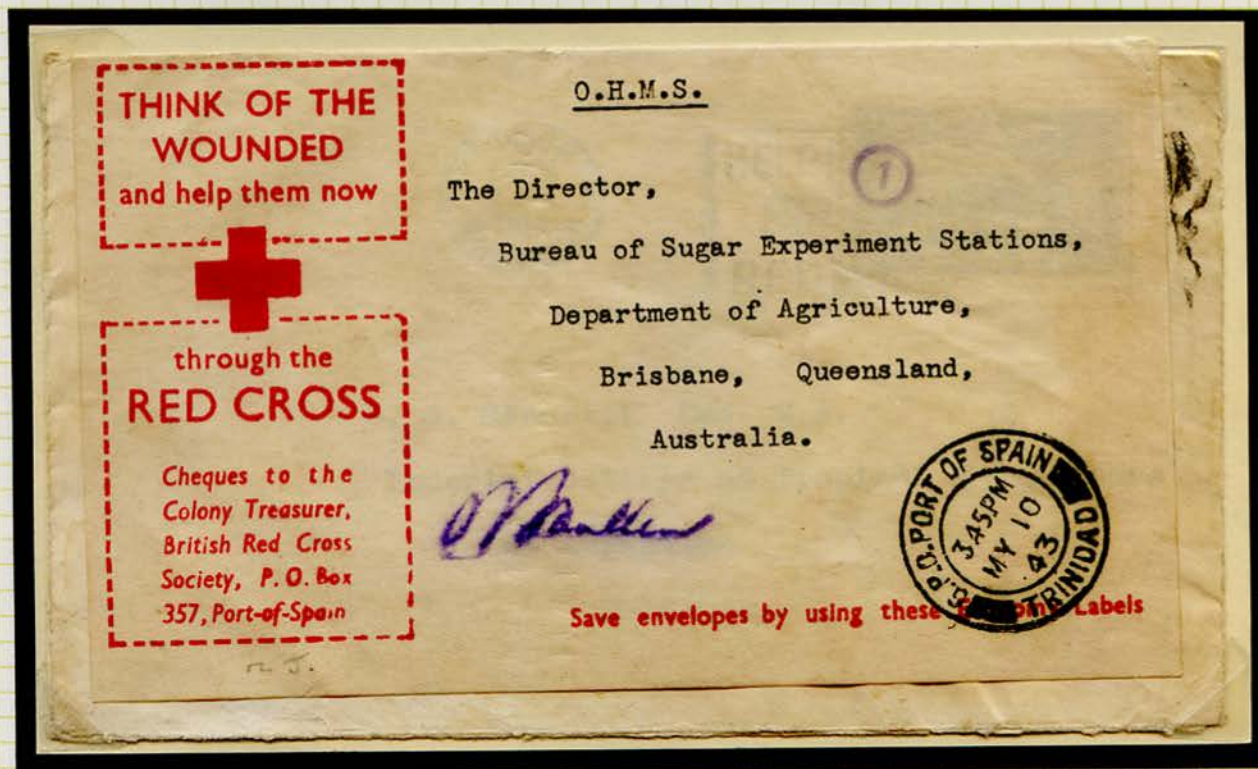 THINK OF THE
WOUNDED
and help them now
through the
RED CROSS
Cheques to the
Colony Treasurer,
British Red Cross
Society, P. O. Box
357, Port-of-Spain
O.H.M.S.
1
The Director,
Bureau of Sugar Experiment Stations,
Department of Agriculture,
Brisbane, Queensland,
Australia.
G.P.O. PORT OF SPAIN
TRINIDAD
3.45PM
MY 10
43
Save envelopes by using these Labels